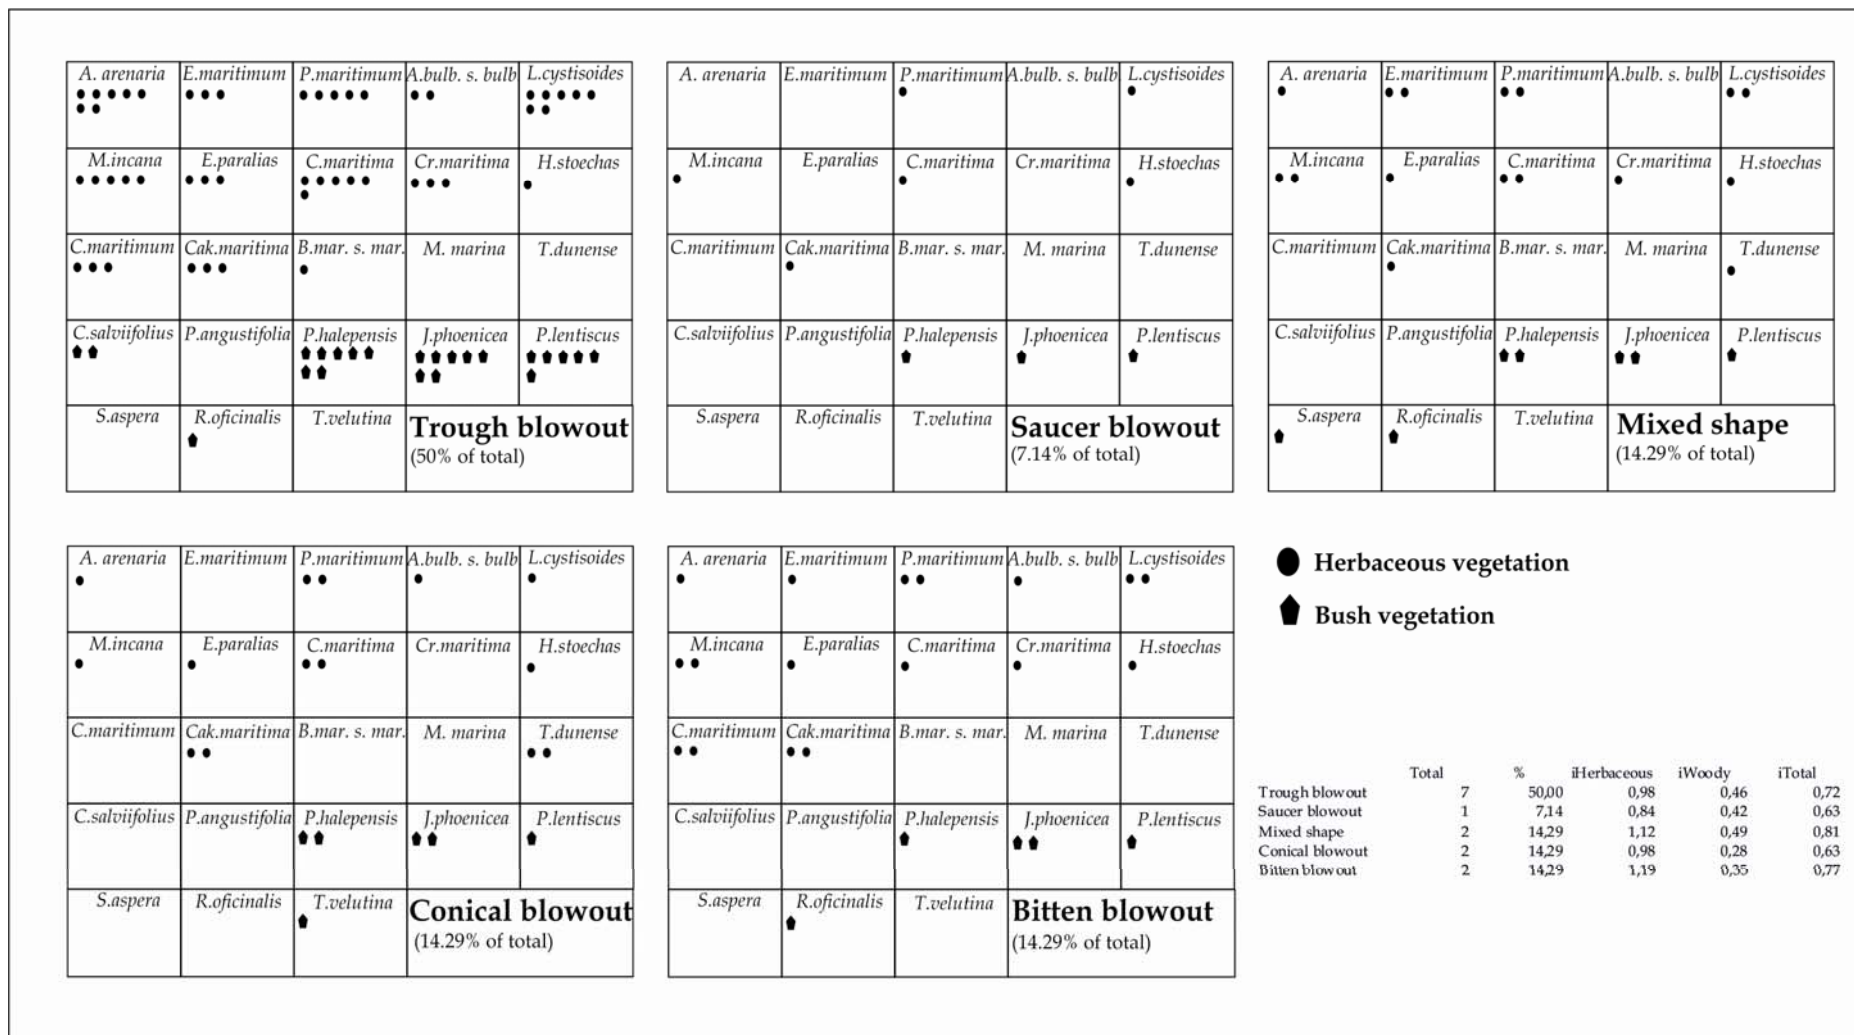 A. arenaria E.maritimum P.maritimum A.bulb. s. bulb L.cystisoides
M.incana E.paralias C.maritima Cr.maritima H.stoechas
C.maritimum Cak.maritima B.mar. s. mar. M. marina T.dunense
C.salviifolius P.angustifolia P.halepensis J.phoenicea P.lentiscus
S.aspera R.oficinalis T.velutina Trough blowout
(50% of total)
A. arenaria E.maritimum P.maritimum A.bulb. s. bulb L.cystisoides
M.incana E.paralias C.maritima Cr.maritima H.stoechas
C.maritimum Cak.maritima B.mar. s. mar. M. marina T.dunense
C.salviifolius P.angustifolia P.halepensis J.phoenicea P.lentiscus
S.aspera R.oficinalis T.velutina Saucer blowout
(7.14% of total)
A. arenaria E.maritimum P.maritimum A.bulb. s. bulb L.cystisoides
M.incana E.paralias C.maritima Cr.maritima H.stoechas
C.maritimum Cak.maritima B.mar. s. mar. M. marina T.dunense
C.salviifolius P.angustifolia P.halepensis J.phoenicea P.lentiscus
S.aspera R.oficinalis T.velutina Mixed shape
(14.29% of total)
A. arenaria E.maritimum P.maritimum A.bulb. s. bulb L.cystisoides
M.incana E.paralias C.maritima Cr.maritima H.stoechas
C.maritimum Cak.maritima B.mar. s. mar. M. marina T.dunense
C.salviifolius P.angustifolia P.halepensis J.phoenicea P.lentiscus
S.aspera R.oficinalis T.velutina Conical blowout
(14.29% of total)
A. arenaria E.maritimum P.maritimum A.bulb. s. bulb L.cystisoides
M.incana E.paralias C.maritima Cr.maritima H.stoechas
C.maritimum Cak.maritima B.mar. s. mar. M. marina T.dunense
C.salviifolius P.angustifolia P.halepensis J.phoenicea P.lentiscus
S.aspera R.oficinalis T.velutina Bitten blowout
(14.29% of total)
Herbaceous vegetation
Bush vegetation
Total % iHerbaceous iWoody iTotal
Trough blowout 7 50,00 0,98 0,46 0,72
Saucer blowout 1 7,14 0,84 0,42 0,63
Mixed shape 2 14,29 1,12 0,49 0,81
Conical blowout 2 14,29 0,98 0,28 0,63
Bitten blowout 2 14,29 1,19 0,35 0,77